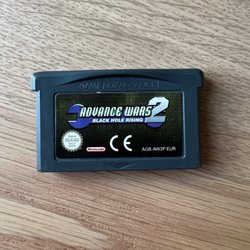 GAME BOY ADVANCE
ADVANCE WARS 2
BLACK HOLE RISING
Nintendo
CE
AGB-AW2P-EUR